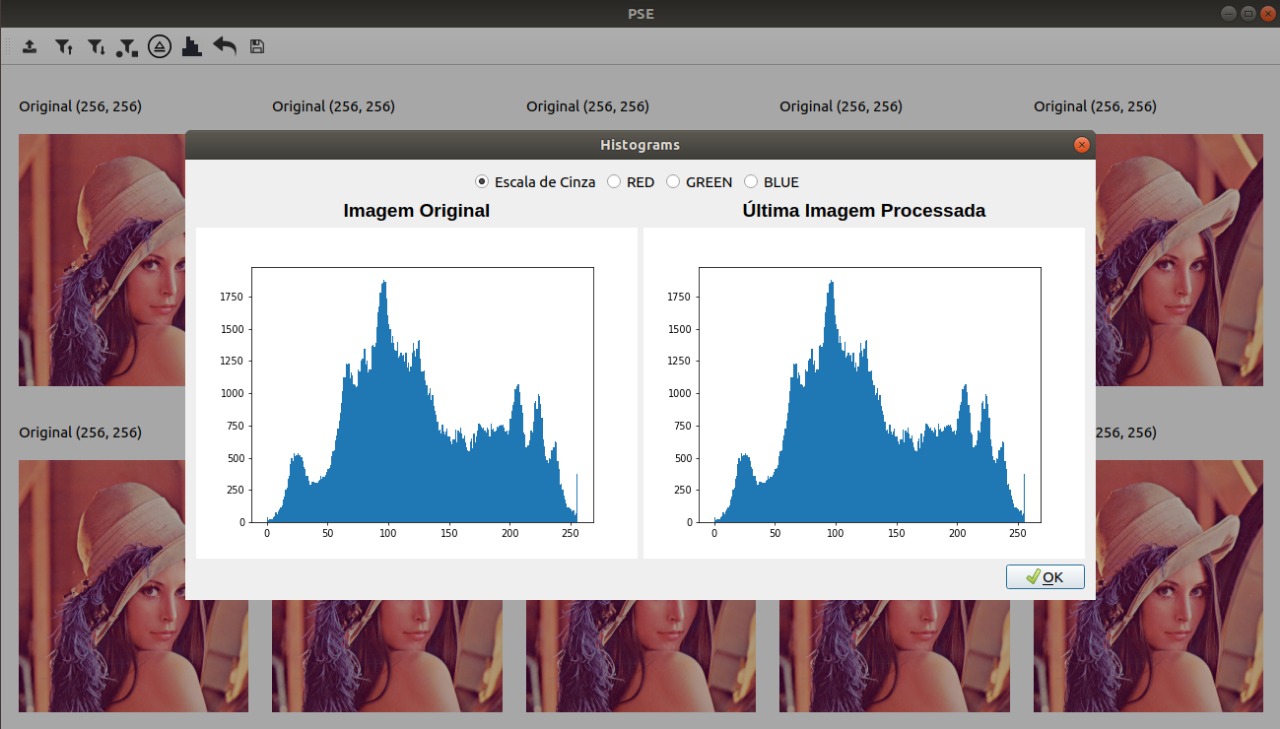 PSE
Original (256, 256) Original (256, 256) Original (256, 256) Original (256, 256) Original (256, 256)
Histograms
Escala de Cinza RED GREEN BLUE
Imagem Original Última Imagem Processada
1750 1750
1500 1500
1250 1250
1000 1000
750 750
500 500
250 250
0 0
0 50 100 150 200 250 0 50 100 150 200 250
OK
Original (256, 256) 256, 256)